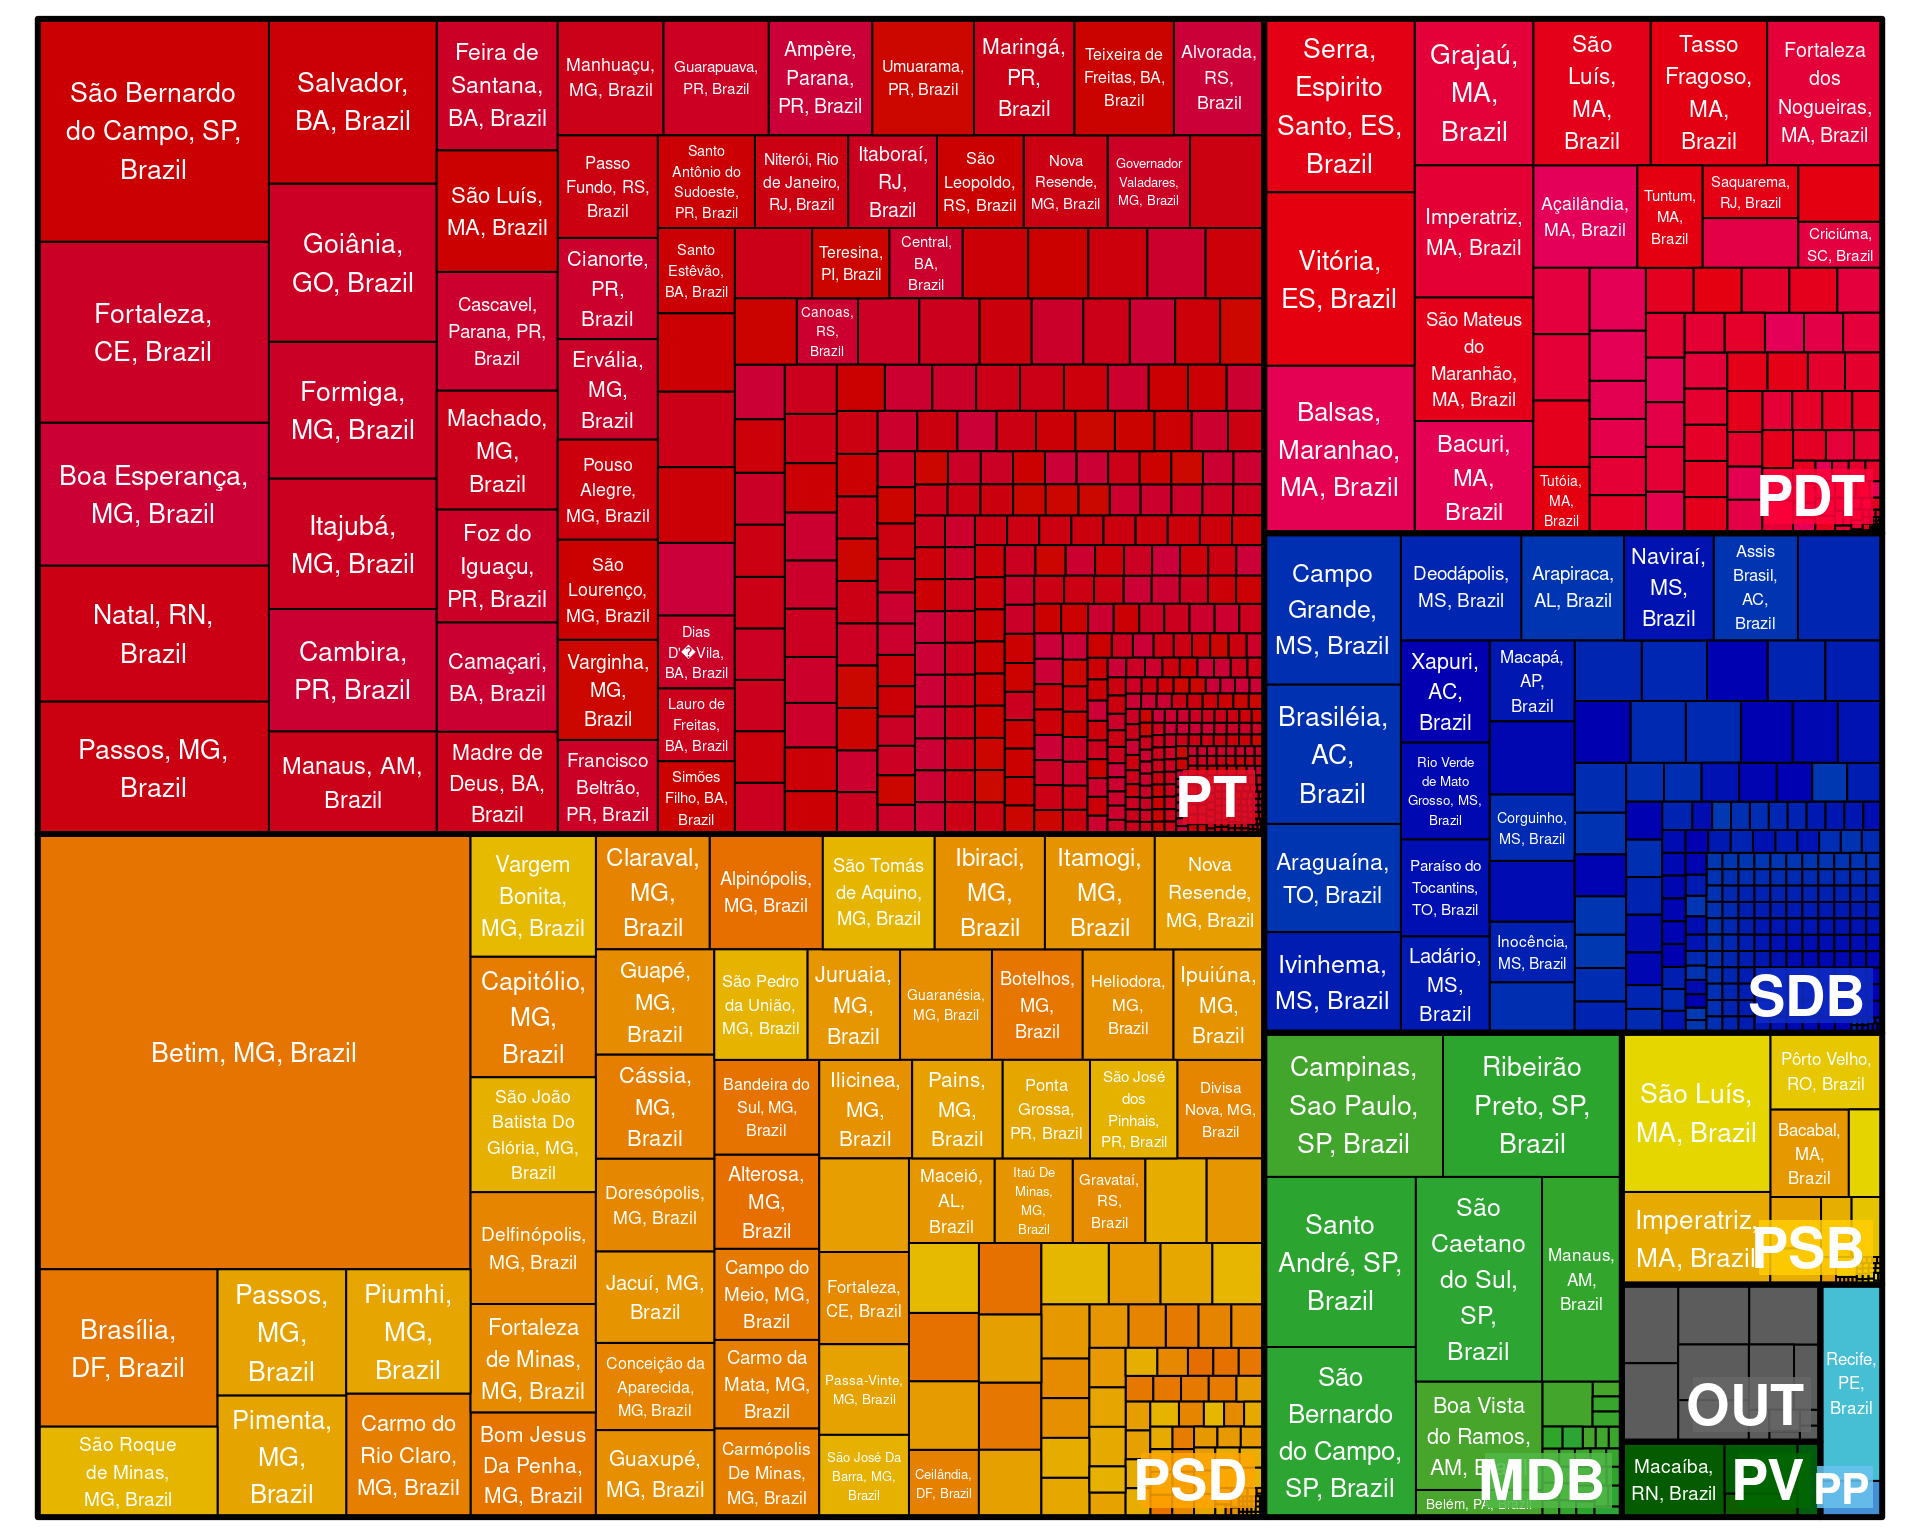 São Bernardo
do Campo, SP,
Brazil
Fortaleza,
CE, Brazil
Boa Esperança,
MG, Brazil
Natal, RN,
Brazil
Passos, MG,
Brazil
Salvador,
BA, Brazil
Goiânia,
GO, Brazil
Formiga,
MG, Brazil
Itajubá,
MG, Brazil
Cambira,
PR, Brazil
Manaus, AM,
Brazil
Feira de
Santana,
BA, Brazil
São Luís,
MA, Brazil
Cascavel,
Parana, PR,
Brazil
Machado,
MG,
Brazil
Foz do
Iguaçu,
PR, Brazil
Camaçari,
BA, Brazil
Madre de
Deus, BA,
Brazil
Manhuaçu,
MG, Brazil
Guarapuava,
PR, Brazil
Ampère,
Parana,
PR, Brazil
Umuarama,
PR, Brazil
Maringá,
PR,
Brazil
Teixeira de
Freitas, BA,
Brazil
Alvorada,
RS,
Brazil
Passo
Fundo, RS,
Brazil
Cianorte,
PR,
Brazil
Ervália,
MG,
Brazil
Pouso
Alegre,
MG, Brazil
São
Lourenço,
MG, Brazil
Varginha,
MG,
Brazil
Francisco
Beltrão,
PR, Brazil
Santo
Antônio do
Sudoeste,
PR, Brazil
Niterói, Rio
de Janeiro,
RJ, Brazil
Itaboraí,
RJ,
Brazil
São
Leopoldo,
RS, Brazil
Nova
Resende,
MG, Brazil
Governador
Valadares,
MG, Brazil
Santo
Estêvão,
BA, Brazil
Teresina,
PI, Brazil
Central,
BA,
Brazil
Canoas,
RS,
Brazil
Dias
D'�Vila,
BA, Brazil
Lauro de
Freitas,
BA, Brazil
Simões
Filho, BA,
Brazil
PT
Serra,
Espirito
Santo, ES,
Brazil
Vitória,
ES, Brazil
Balsas,
Maranhao,
MA, Brazil
Grajaú,
MA,
Brazil
Imperatriz,
MA, Brazil
São Mateus
do
Maranhão,
MA, Brazil
Bacuri,
MA,
Brazil
São
Luís,
MA,
Brazil
Tasso
Fragoso,
MA,
Brazil
Fortaleza
dos
Nogueiras,
MA, Brazil
Açailândia,
MA, Brazil
Tuntum,
MA,
Brazil
Saquarema,
RJ, Brazil
Criciúma,
SC, Brazil
Tutóia,
MA,
Brazil
PDT
Campo
Grande,
MS, Brazil
Brasiléia,
AC,
Brazil
Araguaína,
TO, Brazil
Ivinhema,
MS, Brazil
Deodápolis,
MS, Brazil
Arapiraca,
AL, Brazil
Naviraí,
MS,
Brazil
Assis
Brasil,
AC,
Brazil
Xapuri,
AC,
Brazil
Rio Verde
de Mato
Grosso, MS,
Brazil
Paraíso do
Tocantins,
TO, Brazil
Ladário,
MS,
Brazil
Macapá,
AP,
Brazil
Corguinho,
MS, Brazil
Inocência,
MS, Brazil
SDB
Betim, MG, Brazil
Brasília,
DF, Brazil
São Roque
de Minas,
MG, Brazil
Passos,
MG,
Brazil
Pimenta,
MG,
Brazil
Piumhi,
MG,
Brazil
Carmo do
Rio Claro,
MG, Brazil
Vargem
Bonita,
MG, Brazil
Capitólio,
MG,
Brazil
São João
Batista Do
Glória, MG,
Brazil
Delfinópolis,
MG, Brazil
Fortaleza
de Minas,
MG, Brazil
Bom Jesus
Da Penha,
MG, Brazil
Claraval,
MG,
Brazil
Alpinópolis,
MG, Brazil
São Tomás
de Aquino,
MG, Brazil
Ibiraci,
MG,
Brazil
Itamogi,
MG,
Brazil
Nova
Resende,
MG, Brazil
Guapé,
MG,
Brazil
Cássia,
MG,
Brazil
Doresópolis,
MG, Brazil
Jacuí, MG,
Brazil
Conceição da
Aparecida,
MG, Brazil
Guaxupé,
MG, Brazil
São Pedro
da União,
MG, Brazil
Juruaia,
MG,
Brazil
Guaranésia,
MG, Brazil
Botelhos,
MG,
Brazil
Heliodora,
MG,
Brazil
Ipuiúna,
MG,
Brazil
Bandeira do
Sul, MG,
Brazil
Alterosa,
MG,
Brazil
Campo do
Meio, MG,
Brazil
Carmo da
Mata, MG,
Brazil
Carmópolis
De Minas,
MG, Brazil
Ilicinea,
MG,
Brazil
Pains,
MG,
Brazil
Ponta
Grossa,
PR, Brazil
São José
dos
Pinhais,
PR, Brazil
Divisa
Nova, MG,
Brazil
Maceió,
AL,
Brazil
Itaú De
Minas,
MG,
Brazil
Gravataí,
RS,
Brazil
Fortaleza,
CE, Brazil
Passa-Vinte,
MG, Brazil
São José Da
Barra, MG,
Brazil
Ceilândia,
DF, Brazil
PSD
Campinas,
Sao Paulo,
SP, Brazil
Ribeirão
Preto, SP,
Brazil
Santo
André, SP,
Brazil
São
Bernardo
do Campo,
SP, Brazil
São
Caetano
do Sul,
SP,
Brazil
Manaus,
AM,
Brazil
Boa Vista
do Ramos,
AM, Brazil
Belém, PA, Brazil
MDB
São Luís,
MA, Brazil
Imperatriz,
MA, Brazil
Pôrto Velho,
RO, Brazil
Bacabal,
MA,
Brazil
PSB
OUT
Recife,
PE,
Brazil
PP
Macaíba,
RN, Brazil
PV